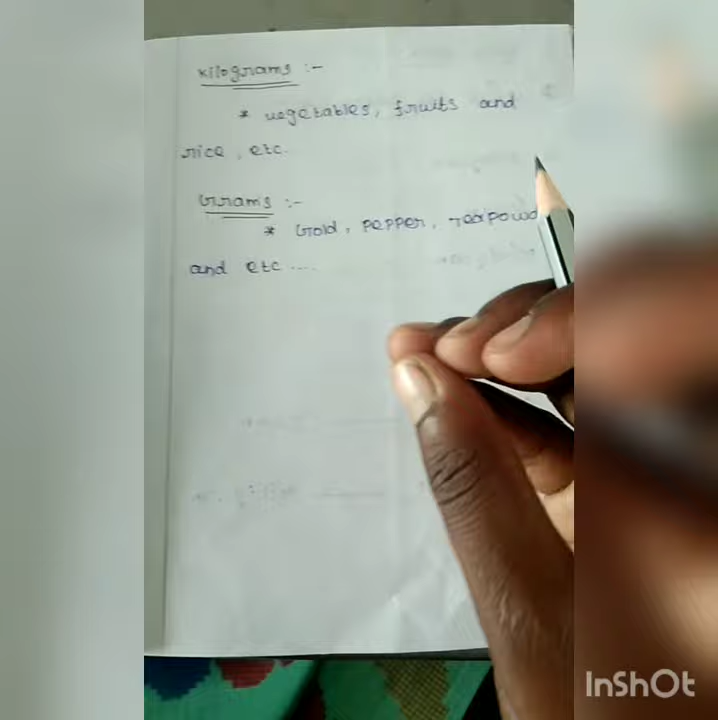 Kilograms :-
* vegetables, fruits and
rice, etc.
Grams :-
* Gold, pepper,
and etc ....
InShOt